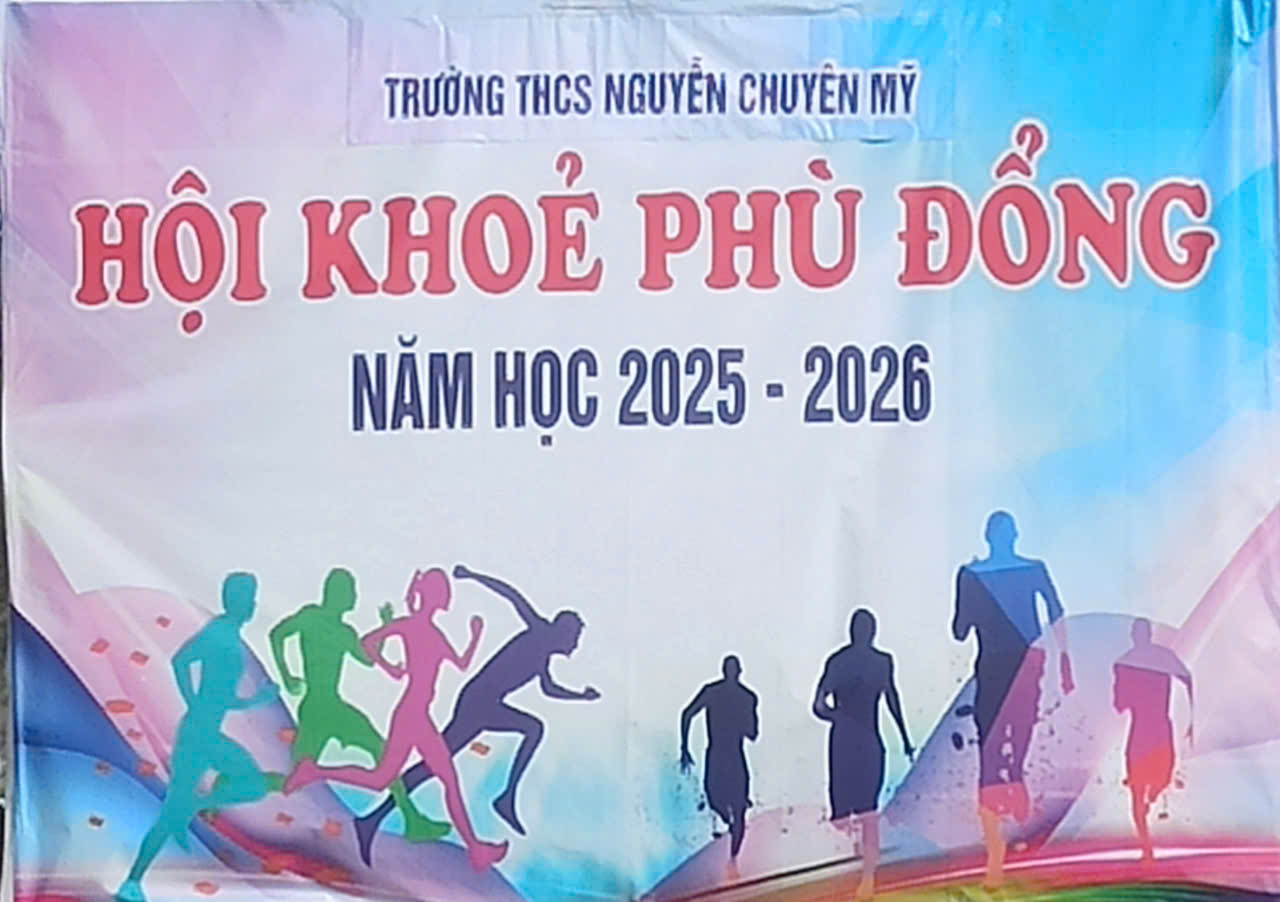 TRƯỜNG THCS NGUYỄN CHUYÊN MỸ
HỘI KHOẺ PHÙ ĐỔNG
NĂM HỌC 2025 - 2026